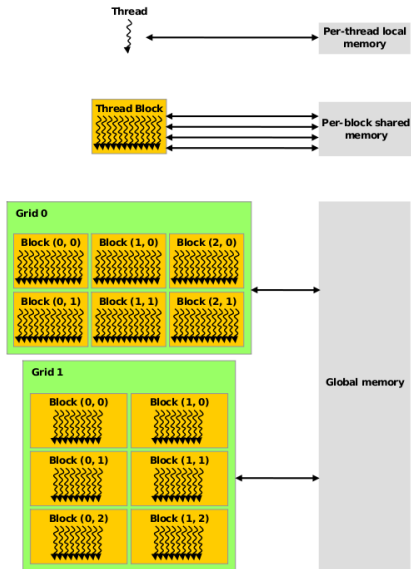 Thread
Per-thread local
memory
Thread Block
Per-block shared
memory
Grid 0
Block (0, 0) Block (1, 0) Block (2, 0)
Block (0, 1) Block (1, 1) Block (2, 1)
Grid 1
Block (0, 0) Block (1, 0)
Block (0, 1) Block (1, 1)
Block (0, 2) Block (1, 2)
Global memory